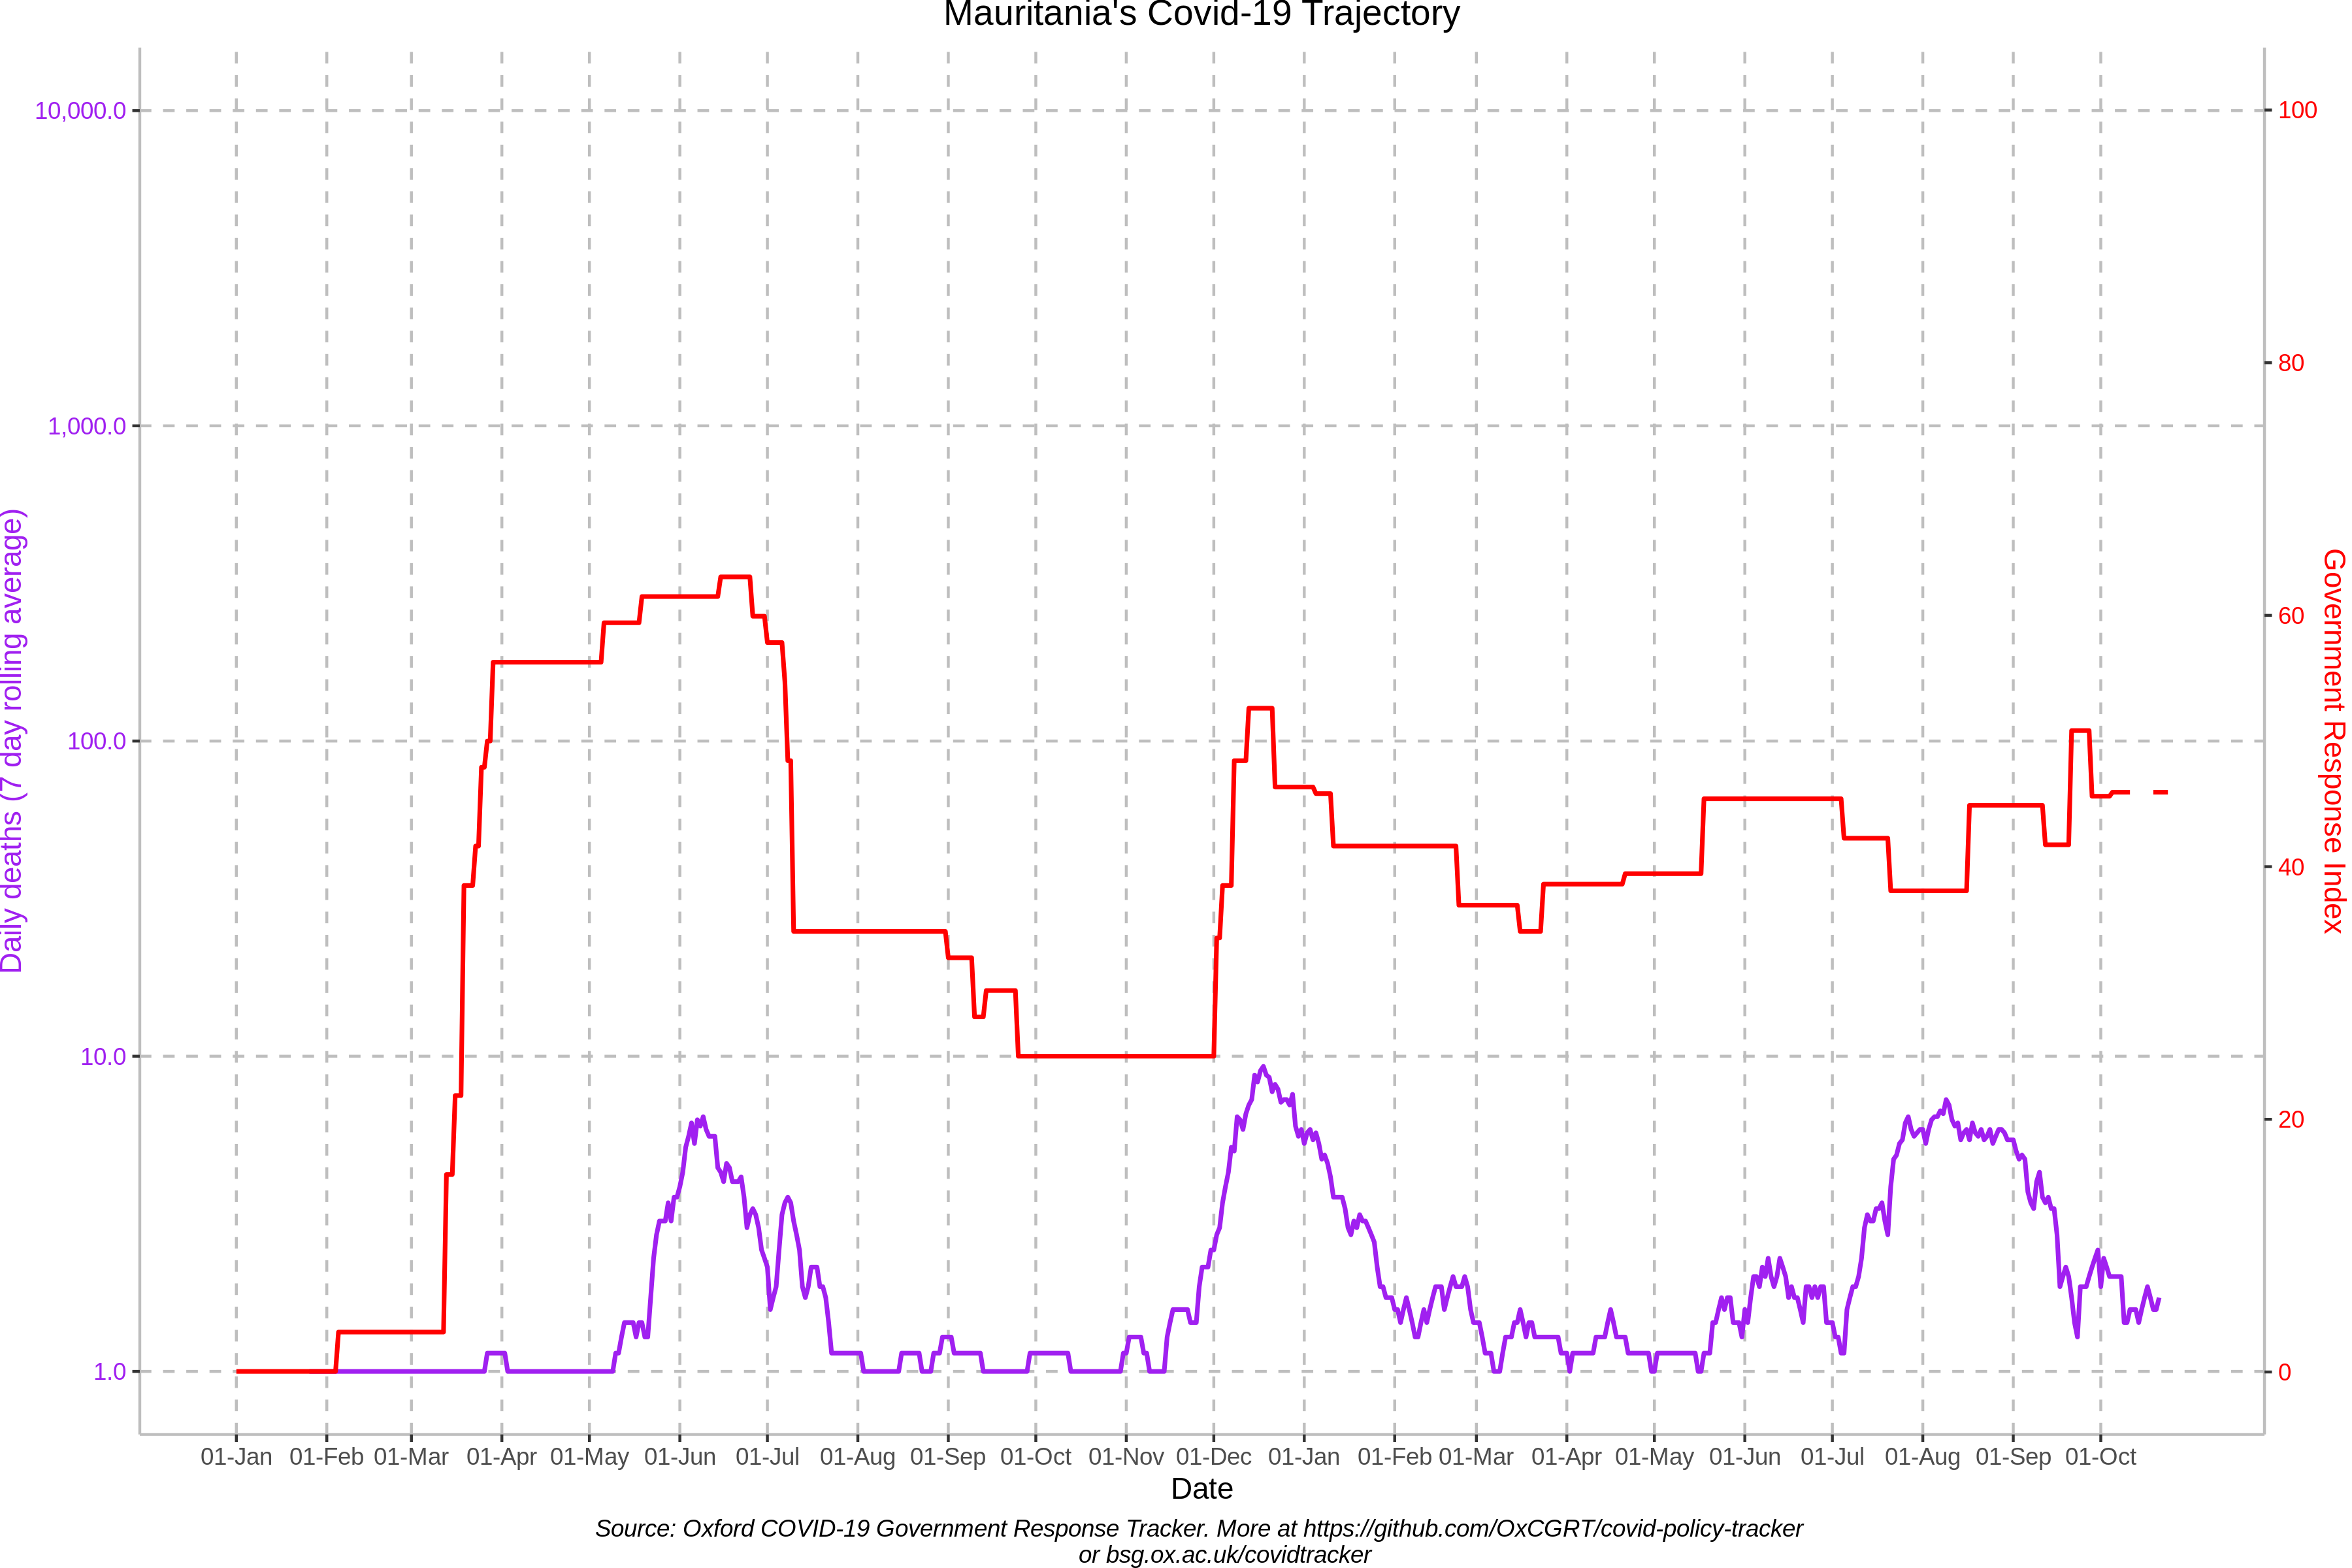 Mauritania's Covid-19 Trajectory
10,000.0
1,000.0
100.0
10.0
1.0
Daily deaths (7 day rolling average)
100
80
60
40
20
0
Government Response Index
01-Jan 01-Feb 01-Mar 01-Apr 01-May 01-Jun 01-Jul 01-Aug 01-Sep 01-Oct 01-Nov 01-Dec 01-Jan 01-Feb 01-Mar 01-Apr 01-May 01-Jun 01-Jul 01-Aug 01-Sep 01-Oct
Date
Source: Oxford COVID-19 Government Response Tracker. More at https://github.com/OxCGRT/covid-policy-tracker
or bsg.ox.ac.uk/covidtracker